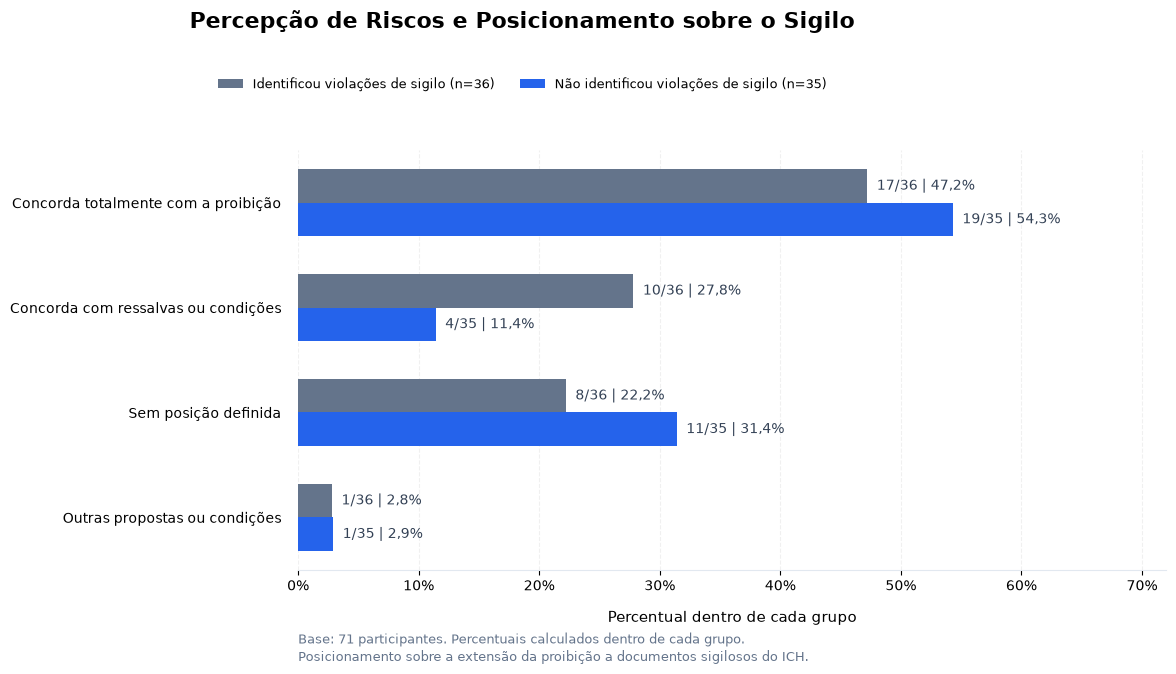 Percepção de Riscos e Posicionamento sobre o Sigilo
Identificou violações de sigilo (n=36)
Não identificou violações de sigilo (n=35)
Concorda totalmente com a proibição
17/36 | 47,2%
19/35 | 54,3%
Concorda com ressalvas ou condições
10/36 | 27,8%
4/35 | 11,4%
Sem posição definida
8/36 | 22,2%
11/35 | 31,4%
Outras propostas ou condições
1/36 | 2,8%
1/35 | 2,9%
0% 10% 20% 30% 40% 50% 60% 70%
Percentual dentro de cada grupo
Base: 71 participantes. Percentuais calculados dentro de cada grupo.
Posicionamento sobre a extensão da proibição a documentos sigilosos do ICH.